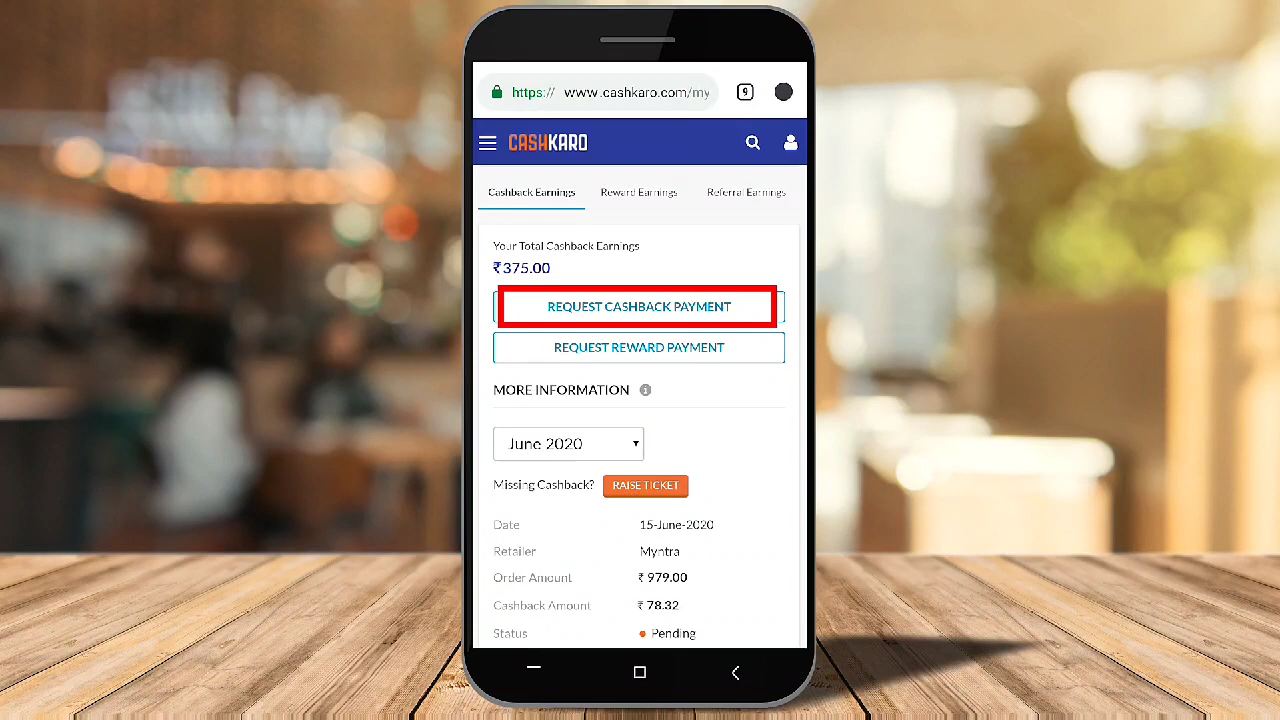 https:// www.cashkaro.com/my
9
CASHKARO
Cashback Earnings Reward Earnings Referral Earnings
Your Total Cashback Earnings
₹375.00
REQUEST CASHBACK PAYMENT
REQUEST REWARD PAYMENT
MORE INFORMATION i
June 2020
Missing Cashback? RAISE TICKET
Date 15-June-2020
Retailer Myntra
Order Amount ₹ 979.00
Cashback Amount ₹ 78.32
Status Pending